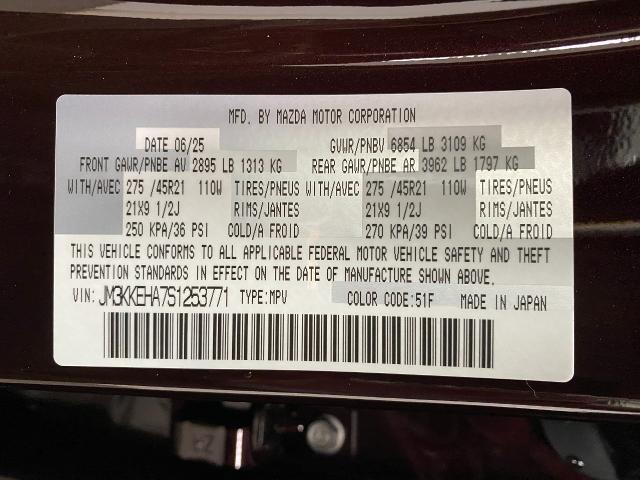 MFD. BY MAZDA MOTOR CORPORATION
DATE 06/25 GVWR/PNBV 6854 LB 3109 KG
FRONT GAWR/PNBE AV 2895 LB 1313 KG REAR GAWR/PNBE AR 3962 LB 1797 KG
WITH/AVEC 275 /45R21 110W TIRES/PNEUS WITH/AVEC 275 /45R21 110W TIRES/PNEUS
21X9 1/2J RIMS/JANTES 21X9 1/2J RIMS/JANTES
250 KPA/36 PSI COLD/A FROID 270 KPA/39 PSI COLD/A FROID
THIS VEHICLE CONFORMS TO ALL APPLICABLE FEDERAL MOTOR VEHICLE SAFETY AND THEFT
PREVENTION STANDARDS IN EFFECT ON THE DATE OF MANUFACTURE SHOWN ABOVE.
VIN: JM3KKEHA7S1253771 TYPE:MPV COLOR CODE:51F MADE IN JAPAN